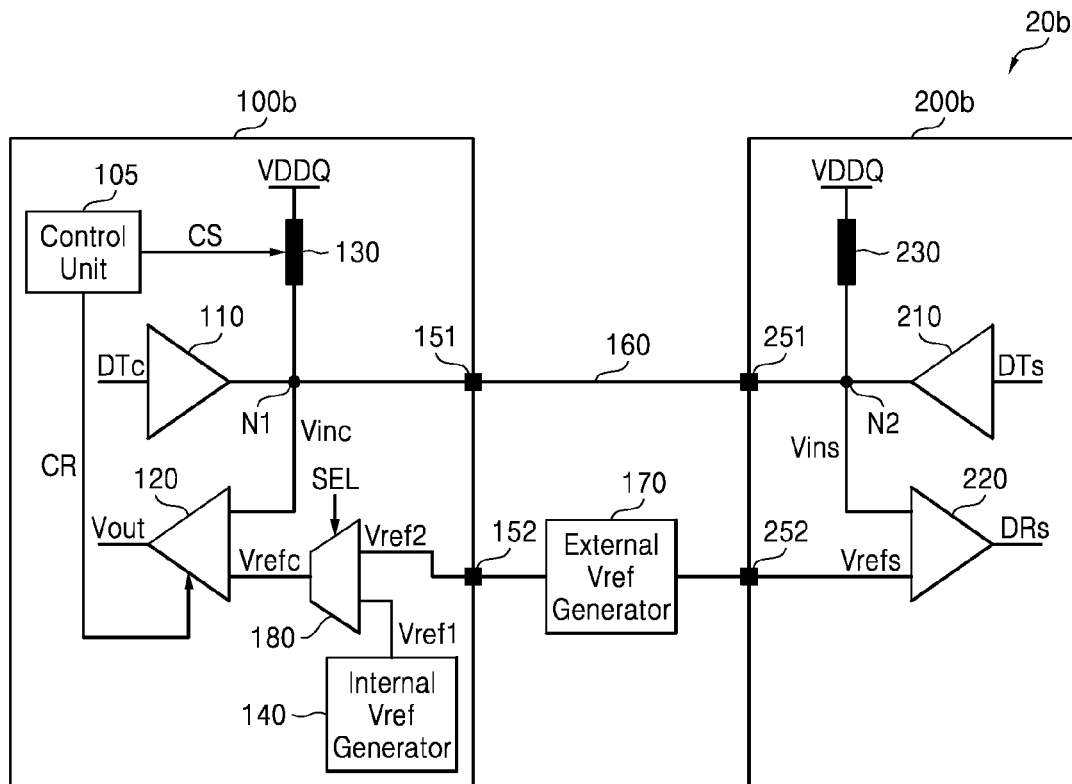 20b
100b
200b
105
VDDQ
VDDQ
Control
Unit
CS
130
230
110
210
151
160
251
DTc
DTs
N1
N2
Vinc
Vins
CR
120
SEL
170
220
Vout
Vref2
152
External
Vref
Generator
252
DRs
Vrefc
Vrefs
180
Vref1
Internal
Vref
Generator
140